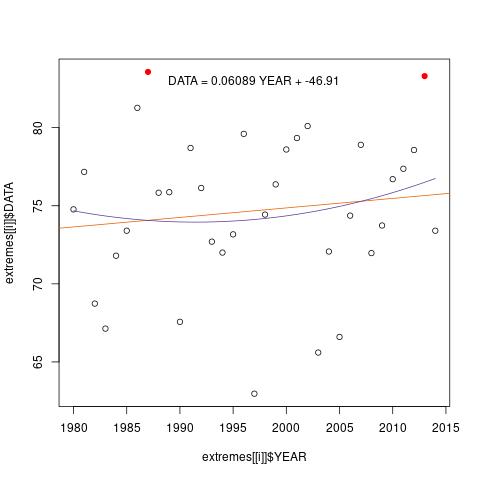 DATA = 0.06089 YEAR + -46.91
80
75
70
65
extremes[[i]]$DATA
1980 1985 1990 1995 2000 2005 2010 2015
extremes[[i]]$YEAR